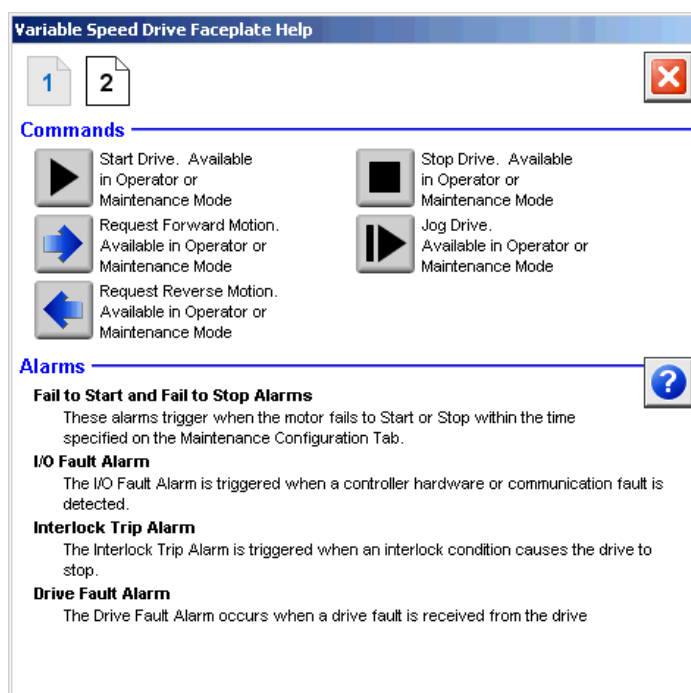 Variable Speed Drive Faceplate Help
1 2
Commands
Start Drive. Available
in Operator or
Maintenance Mode
Stop Drive. Available
in Operator or
Maintenance Mode
Request Forward Motion.
Available in Operator or
Maintenance Mode
Jog Drive.
Available in Operator or
Maintenance Mode
Request Reverse Motion.
Available in Operator or
Maintenance Mode
Alarms
?
Fail to Start and Fail to Stop Alarms
These alarms trigger when the motor fails to Start or Stop within the time
specified on the Maintenance Configuration Tab.
I/O Fault Alarm
The I/O Fault Alarm is triggered when a controller hardware or communication fault is
detected.
Interlock Trip Alarm
The Interlock Trip Alarm is triggered when an interlock condition causes the drive to
stop.
Drive Fault Alarm
The Drive Fault Alarm occurs when a drive fault is received from the drive